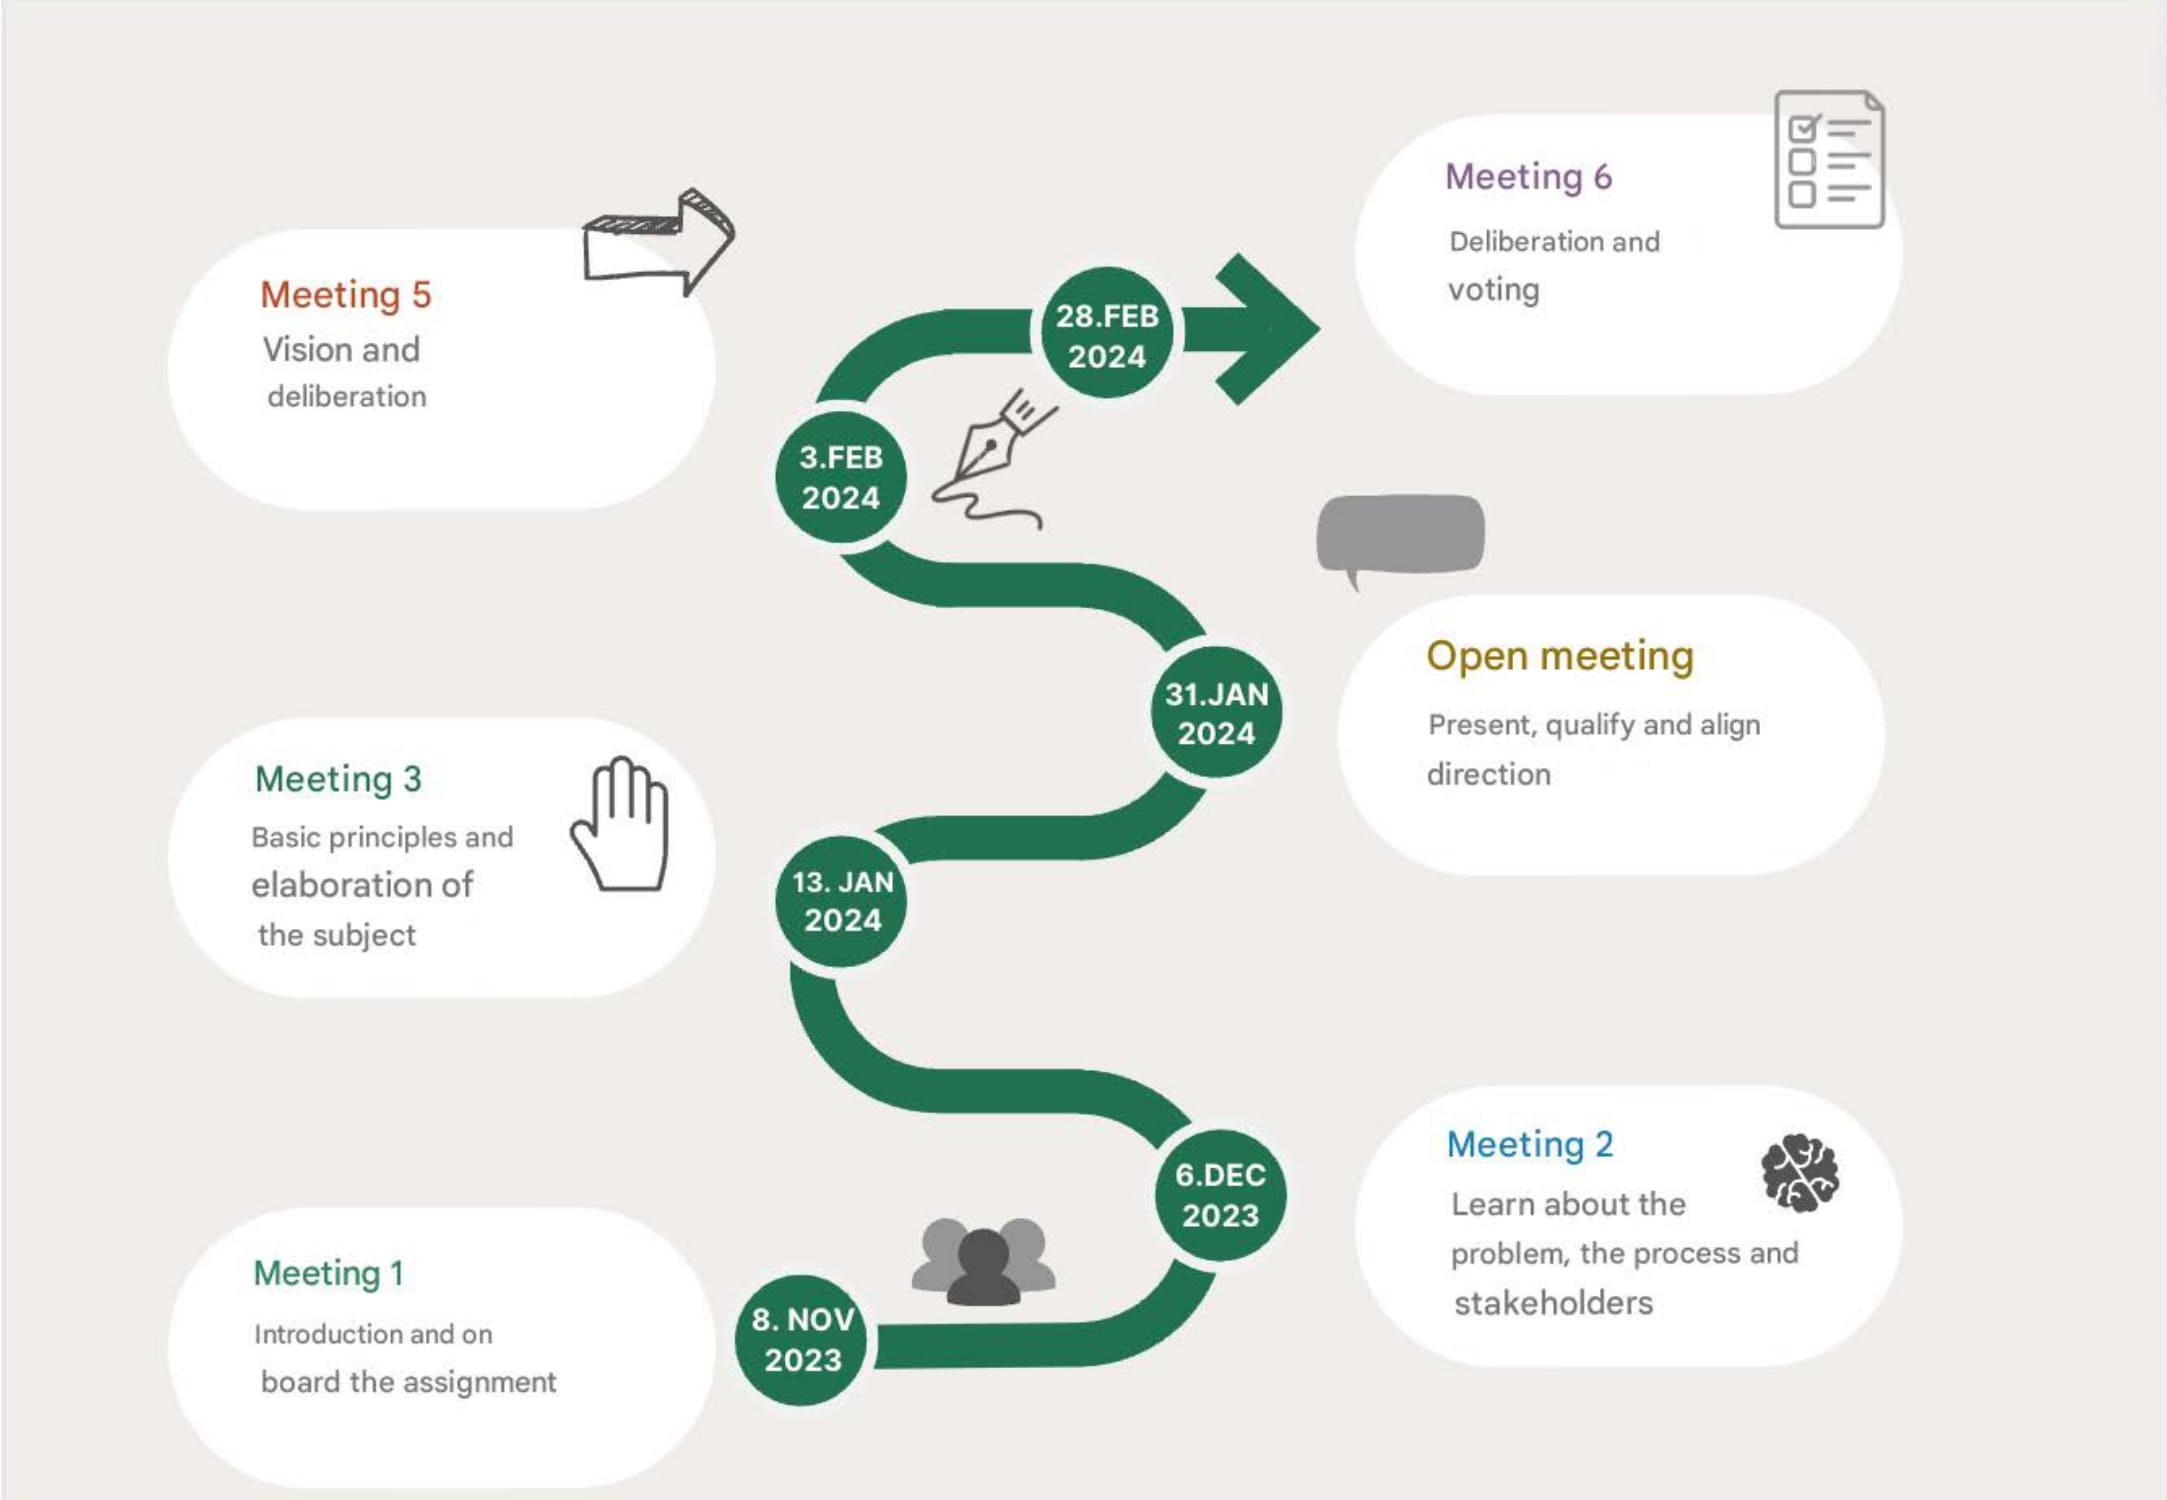 Meeting 6
Deliberation and
voting
Meeting 5
Vision and
deliberation
28.FEB
2024
3.FEB
2024
Open meeting
Present, qualify and align
direction
31.JAN
2024
Meeting 3
Basic principles and
elaboration of
the subject
13. JAN
2024
Meeting 2
Learn about the
problem, the process and
stakeholders
6.DEC
2023
Meeting 1
Introduction and on
board the assignment
8. NOV
2023